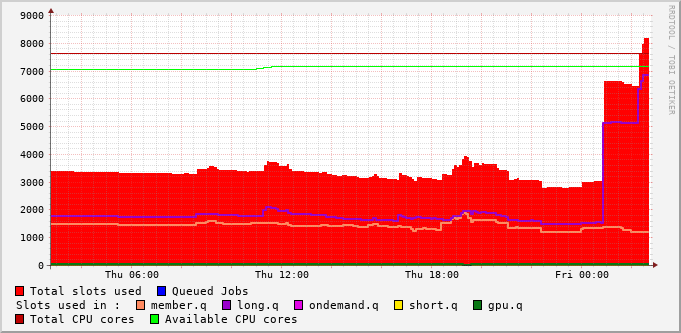 9000
8000
7000
6000
5000
4000
3000
2000
1000
0
Thu 06:00 Thu 12:00 Thu 18:00 Fri 00:00
RRDTOOL / TOBI OETIKER
Total slots used Queued Jobs
Slots used in : member.q long.q ondemand.q short.q gpu.q
Total CPU cores Available CPU cores